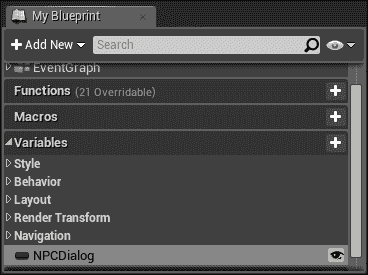 My Blueprint
Add New
Search
EventGraph
Functions (21 Overridable)
Macros
Variables
Style
Behavior
Layout
Render Transform
Navigation
NPCDialog